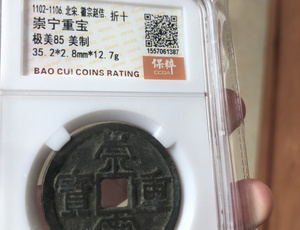 1102-1106. 北宋. 徽宗赵佶. 折十
崇宁重宝
极美85 美制
35.2*2.8mm*12.7g
BAO CUI COINS RATING
保粹
CCDA
1557061387
崇
寶 重
寧